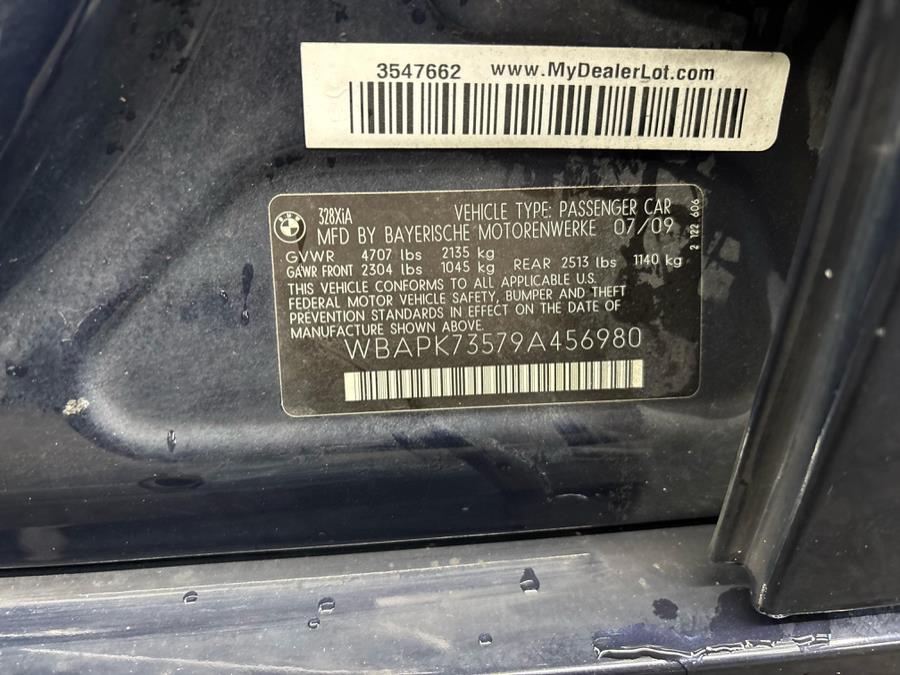 3547662 www.MyDealerLot.com
BMW 328XiA VEHICLE TYPE: PASSENGER CAR
MFD BY BAYERISCHE MOTORENWERKE 07/09
GVWR 4707 lbs 2135 kg
GAWR FRONT 2304 lbs 1045 kg REAR 2513 lbs 1140 kg
THIS VEHICLE CONFORMS TO ALL APPLICABLE U.S.
FEDERAL MOTOR VEHICLE SAFETY, BUMPER AND THEFT
PREVENTION STANDARDS IN EFFECT ON THE DATE OF
MANUFACTURE SHOWN ABOVE.
WBAPK73579A456980
2 122 606